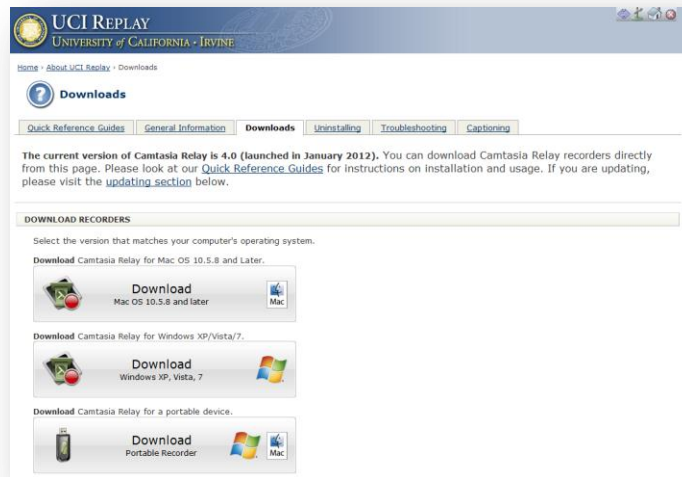 UCI REPLAY
UNIVERSITY of CALIFORNIA · IRVINE
Home › About UCI Replay › Downloads
Downloads
Quick Reference Guides
General Information
Downloads
Uninstalling
Troubleshooting
Captioning
The current version of Camtasia Relay is 4.0 (launched in January 2012). You can download Camtasia Relay recorders directly
from this page. Please look at our Quick Reference Guides for instructions on installation and usage. If you are updating,
please visit the updating section below.
DOWNLOAD RECORDERS
Select the version that matches your computer's operating system.
Download Camtasia Relay for Mac OS 10.5.8 and Later.
Download
Mac OS 10.5.8 and later
Mac
Download Camtasia Relay for Windows XP/Vista/7.
Download
Windows XP, Vista, 7
Download Camtasia Relay for a portable device.
Download
Portable Recorder
Mac